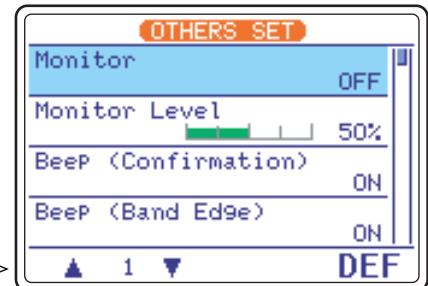 OTHERS SET
Monitor
OFF
Monitor Level
50%
Beep (Confirmation)
ON
Beep (Band Edge)
ON
▲ 1 ▼ DEF